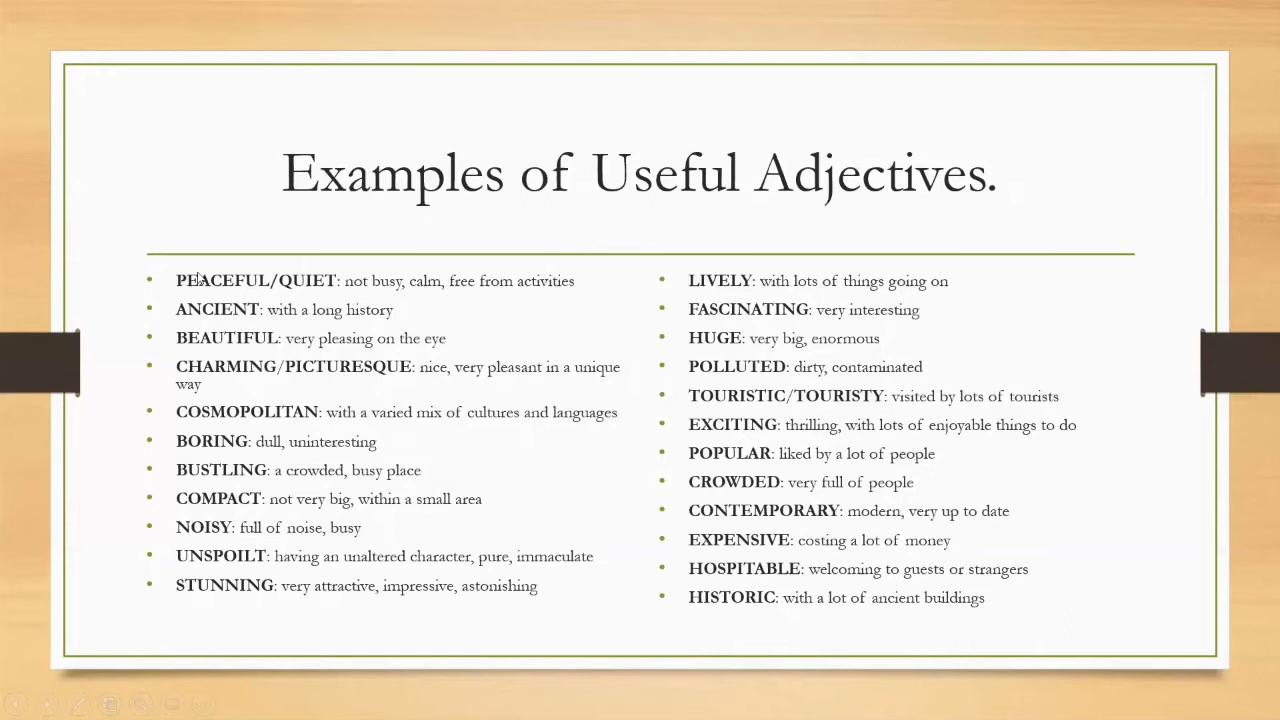 Examples of Useful Adjectives.
• PEACEFUL/QUIET: not busy, calm, free from activities
• ANCIENT: with a long history
• BEAUTIFUL: very pleasing on the eye
• CHARMING/PICTURESQUE: nice, very pleasant in a unique
way
• COSMOPOLITAN: with a varied mix of cultures and languages
• BORING: dull, uninteresting
• BUSTLING: a crowded, busy place
• COMPACT: not very big, within a small area
• NOISY: full of noise, busy
• UNSPOILT: having an unaltered character, pure, immaculate
• STUNNING: very attractive, impressive, astonishing
• LIVELY: with lots of things going on
• FASCINATING: very interesting
• HUGE: very big, enormous
• POLLUTED: dirty, contaminated
• TOURISTIC/TOURISTY: visited by lots of tourists
• EXCITING: thrilling, with lots of enjoyable things to do
• POPULAR: liked by a lot of people
• CROWDED: very full of people
• CONTEMPORARY: modern, very up to date
• EXPENSIVE: costing a lot of money
• HOSPITABLE: welcoming to guests or strangers
• HISTORIC: with a lot of ancient buildings